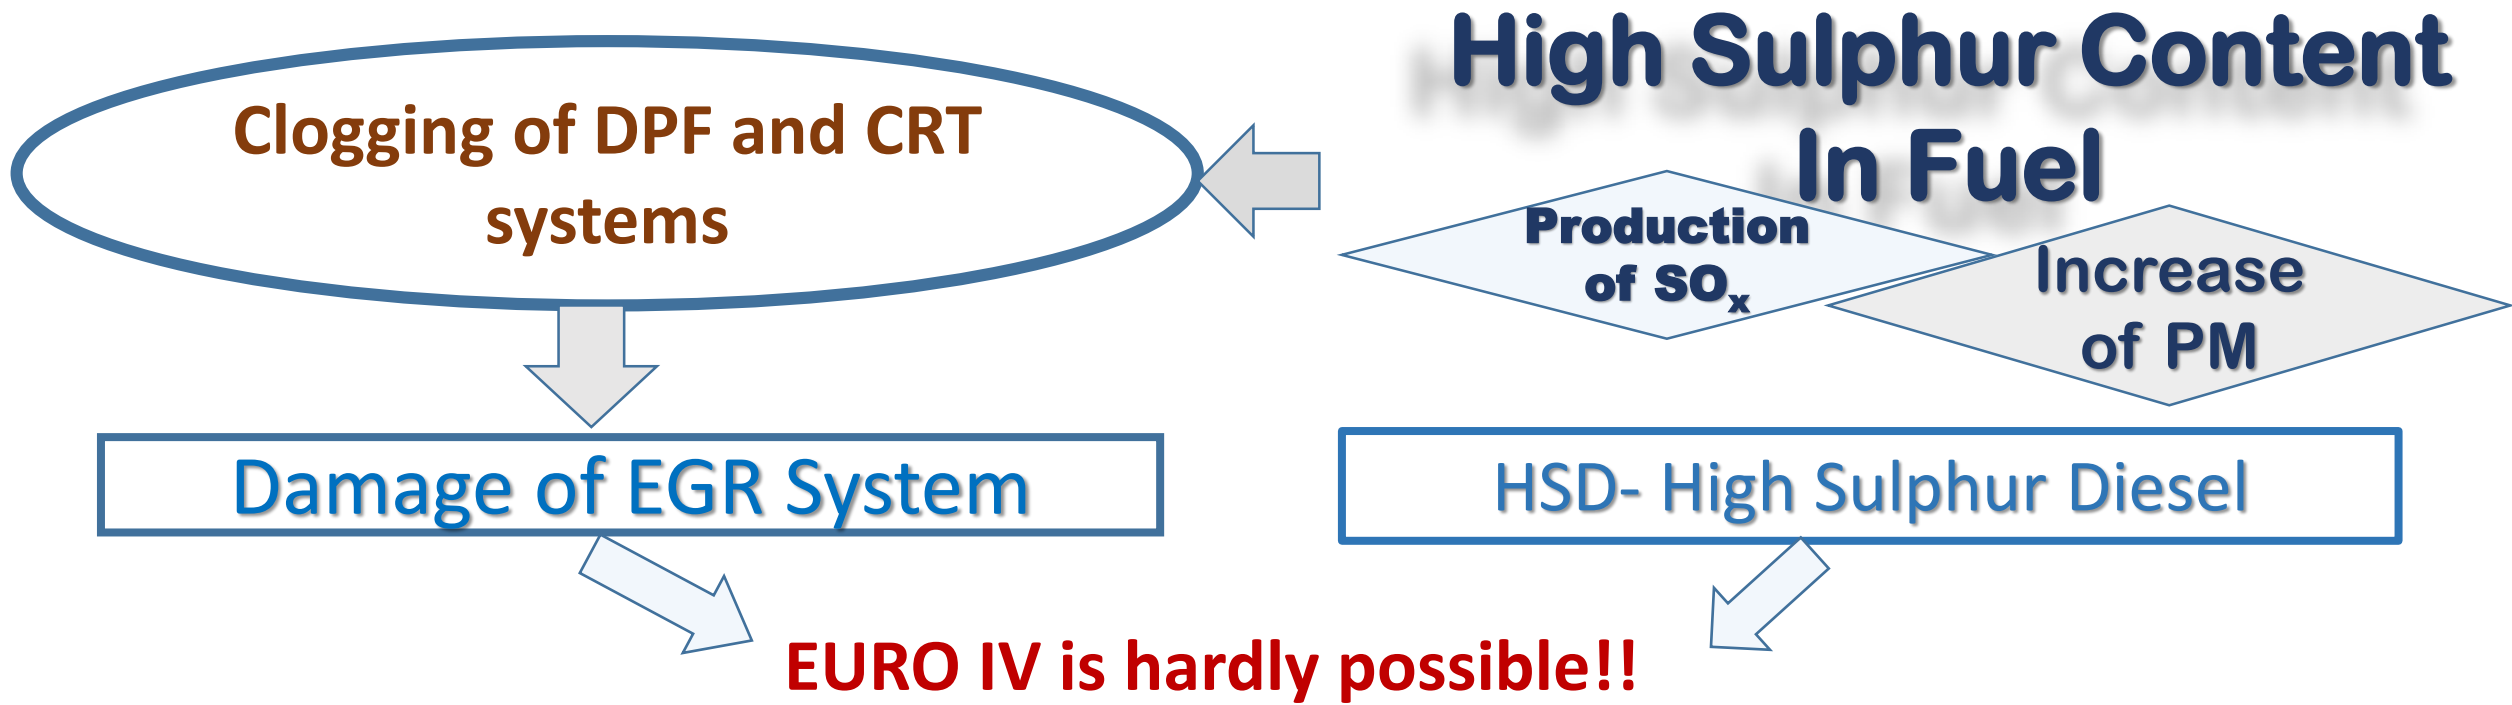 High Sulphur Content
In Fuel
Clogging of DPF and CRT
systems
Production
of SOx
Increase
of PM
Damage of EGR System
HSD- High Sulphur Diesel
EURO IV is hardly possible!!